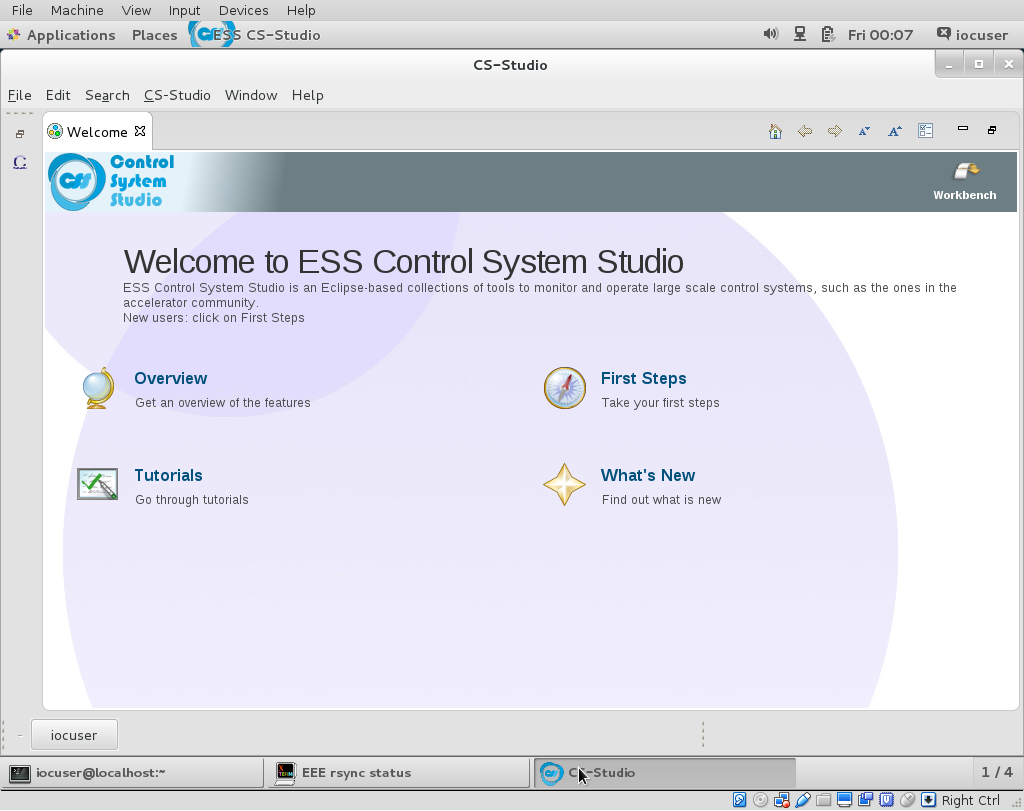 File Machine View Input Devices Help
Applications Places ESS CS-Studio Fri 00:07 iocuser
CS-Studio
File Edit Search CS-Studio Window Help
Welcome
Control
System
Studio
CSS
Workbench
Welcome to ESS Control System Studio
ESS Control System Studio is an Eclipse-based collections of tools to monitor and operate large scale control systems, such as the ones in the
accelerator community.
New users: click on First Steps
Overview
Get an overview of the features
First Steps
Take your first steps
Tutorials
Go through tutorials
What's New
Find out what is new
iocuser
iocuser@localhost:~ EEE rsync status CS-Studio 1 / 4
Right Ctrl